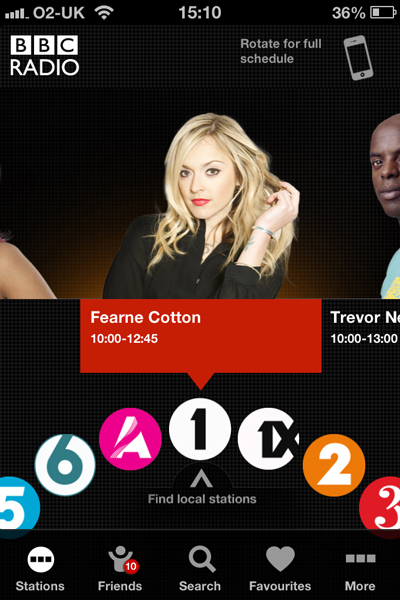 O2-UK 15:10 36%
BBC
RADIO
Rotate for full
schedule
Fearne Cotton
10:00-12:45
Trevor Ne
10:00-13:00
5 6 A 1 1X 2 3
Find local stations
10
Stations Friends Search Favourites More